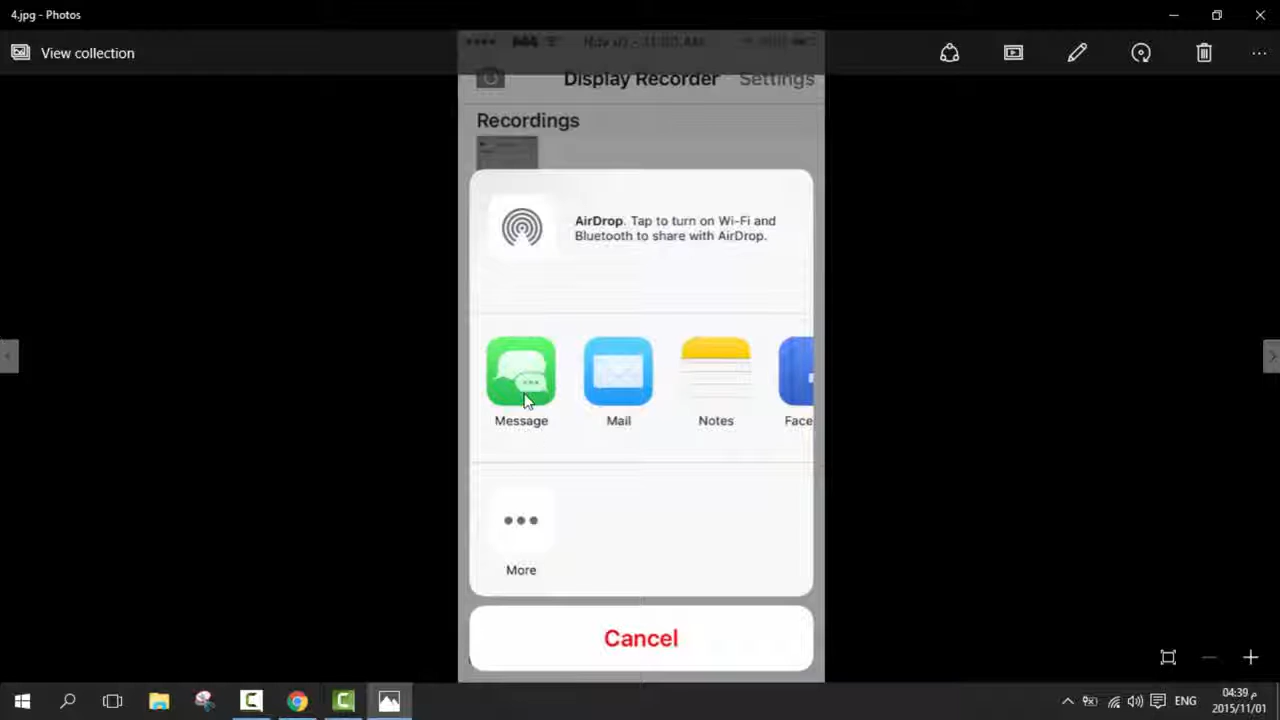 4.jpg - Photos
View collection
Display Recorder
Settings
Recordings
AirDrop. Tap to turn on Wi-Fi and
Bluetooth to share with AirDrop.
Message
Mail
Notes
Face
More
Cancel
ENG
04:39 م
2015/11/01